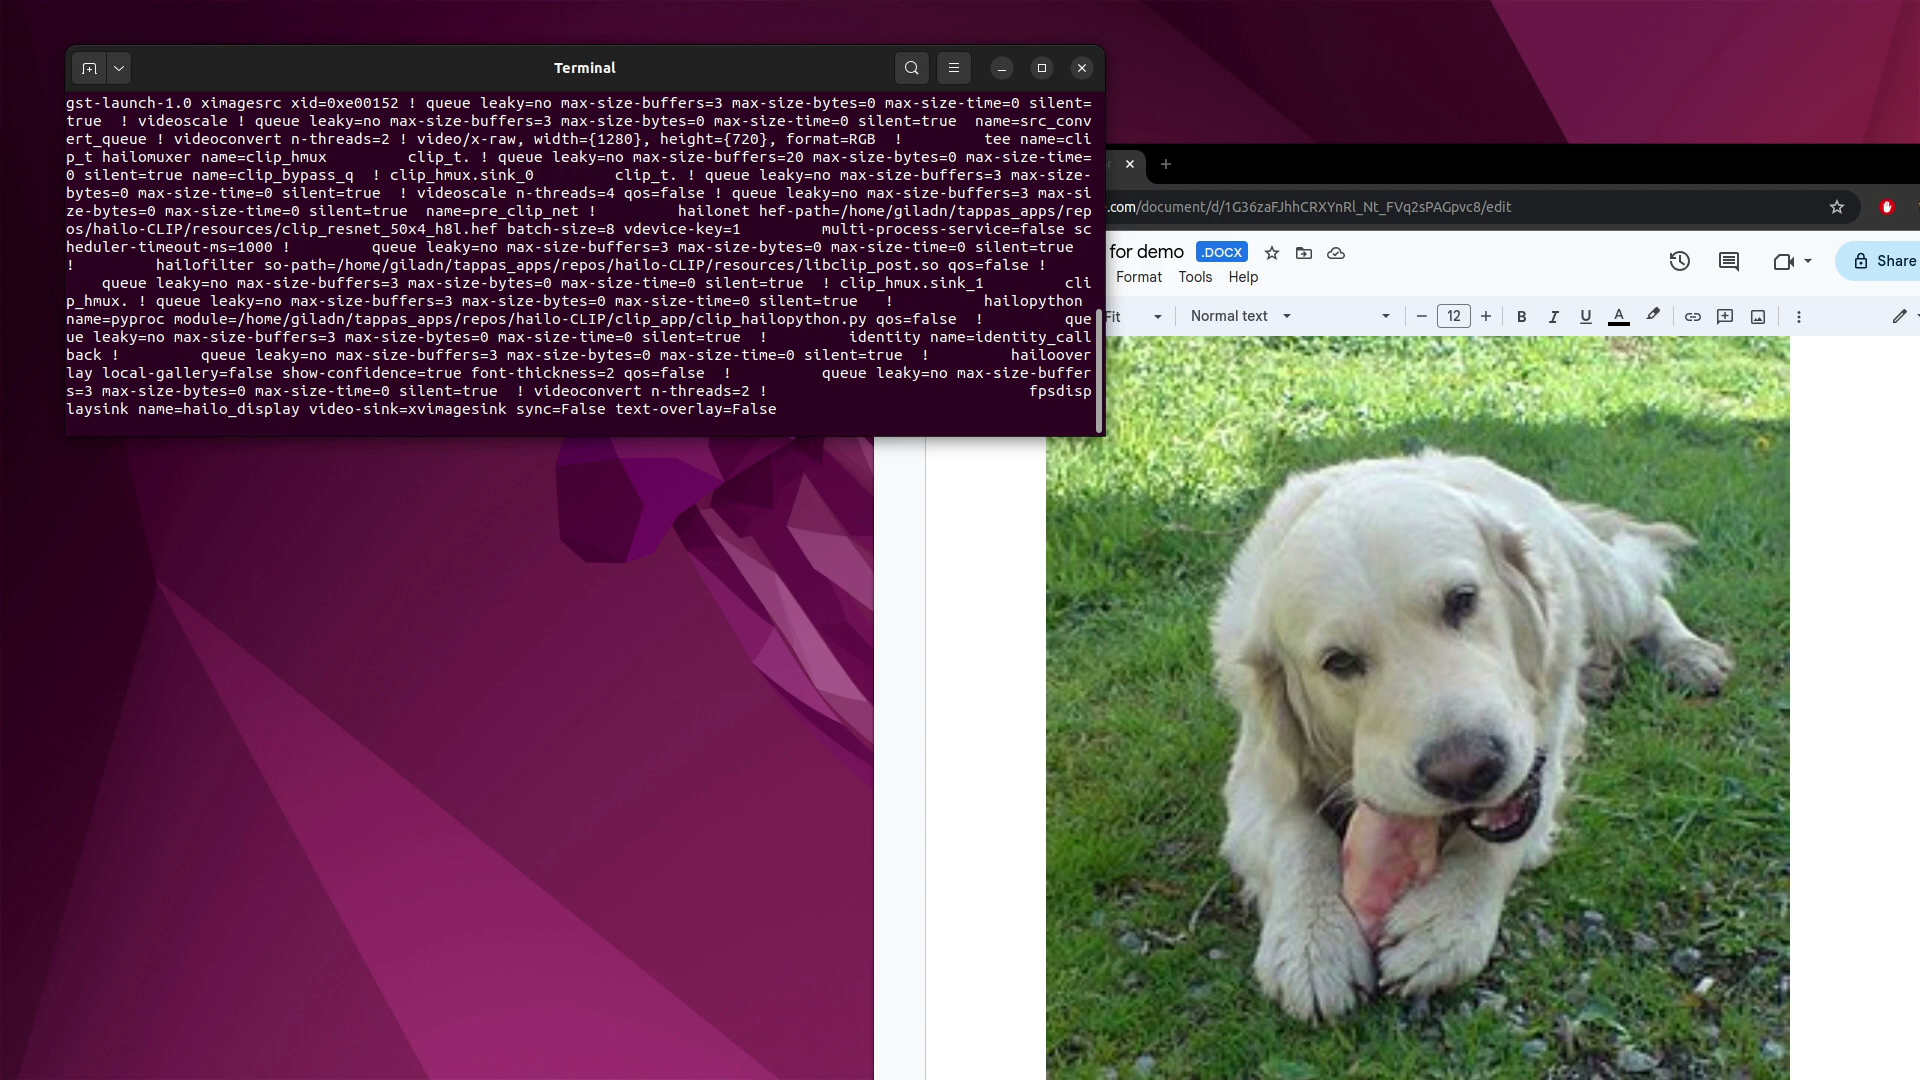 Terminal
gst-launch-1.0 ximagesrc xid=0xe00152 ! queue leaky=no max-size-buffers=3 max-size-bytes=0 max-size-time=0 silent=
true  ! videoscale ! queue leaky=no max-size-buffers=3 max-size-bytes=0 max-size-time=0 silent=true  name=src_conv
ert_queue ! videoconvert n-threads=2 ! video/x-raw, width={1280}, height={720}, format=RGB  !         tee name=cli
p_t hailomuxer name=clip_hmux         clip_t. ! queue leaky=no max-size-buffers=20 max-size-bytes=0 max-size-time=
0 silent=true name=clip_bypass_q  ! clip_hmux.sink_0         clip_t. ! queue leaky=no max-size-buffers=3 max-size-
bytes=0 max-size-time=0 silent=true  ! videoscale n-threads=4 qos=false ! queue leaky=no max-size-buffers=3 max-si
ze-bytes=0 max-size-time=0 silent=true  name=pre_clip_net !         hailonet hef-path=/home/giladn/tappas_apps/rep
os/hailo-CLIP/resources/clip_resnet_50x4_h8l.hef batch-size=8 vdevice-key=1         multi-process-service=false sc
heduler-timeout-ms=1000 !         queue leaky=no max-size-buffers=3 max-size-bytes=0 max-size-time=0 silent=true
!         hailofilter so-path=/home/giladn/tappas_apps/repos/hailo-CLIP/resources/libclip_post.so qos=false !
    queue leaky=no max-size-buffers=3 max-size-bytes=0 max-size-time=0 silent=true  ! clip_hmux.sink_1         cli
p_hmux. ! queue leaky=no max-size-buffers=3 max-size-bytes=0 max-size-time=0 silent=true   !          hailopython
name=pyproc module=/home/giladn/tappas_apps/repos/hailo-CLIP/clip_app/clip_hailopython.py qos=false  !         que
ue leaky=no max-size-buffers=3 max-size-bytes=0 max-size-time=0 silent=true  !         identity name=identity_call
back !         queue leaky=no max-size-buffers=3 max-size-bytes=0 max-size-time=0 silent=true  !         hailoover
lay local-gallery=false show-confidence=true font-thickness=2 qos=false  !          queue leaky=no max-size-buffer
s=3 max-size-bytes=0 max-size-time=0 silent=true  ! videoconvert n-threads=2 !                             fpsdisp
laysink name=hailo_display video-sink=xvimagesink sync=False text-overlay=False
.com/document/d/1G36zaFJhhCRXYnRl_Nt_FVq2sPAGpvc8/edit
for demo .DOCX
Format Tools Help
Share
Fit Normal text 12 B I U A